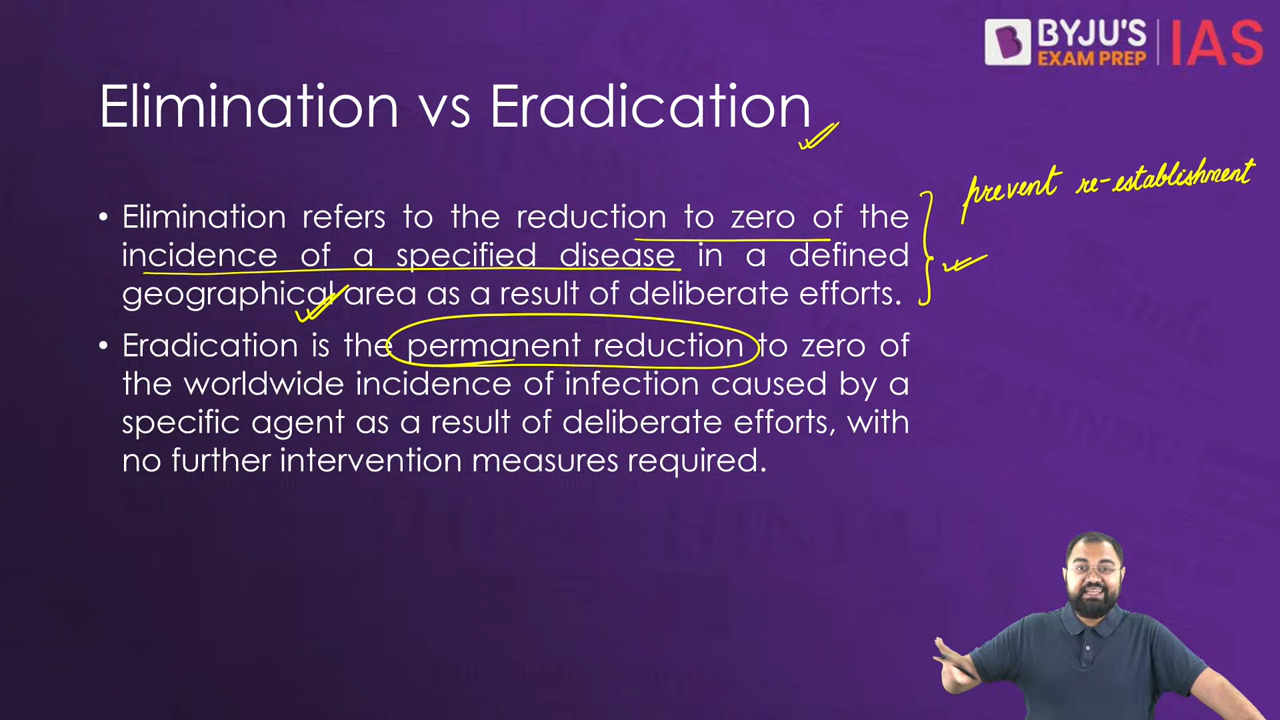 BYJU'S
EXAM PREP
IAS
Elimination vs Eradication
prevent re-establishment
• Elimination refers to the reduction to zero of the
incidence of a specified disease in a defined
geographical area as a result of deliberate efforts.
• Eradication is the permanent reduction to zero of
the worldwide incidence of infection caused by a
specific agent as a result of deliberate efforts, with
no further intervention measures required.